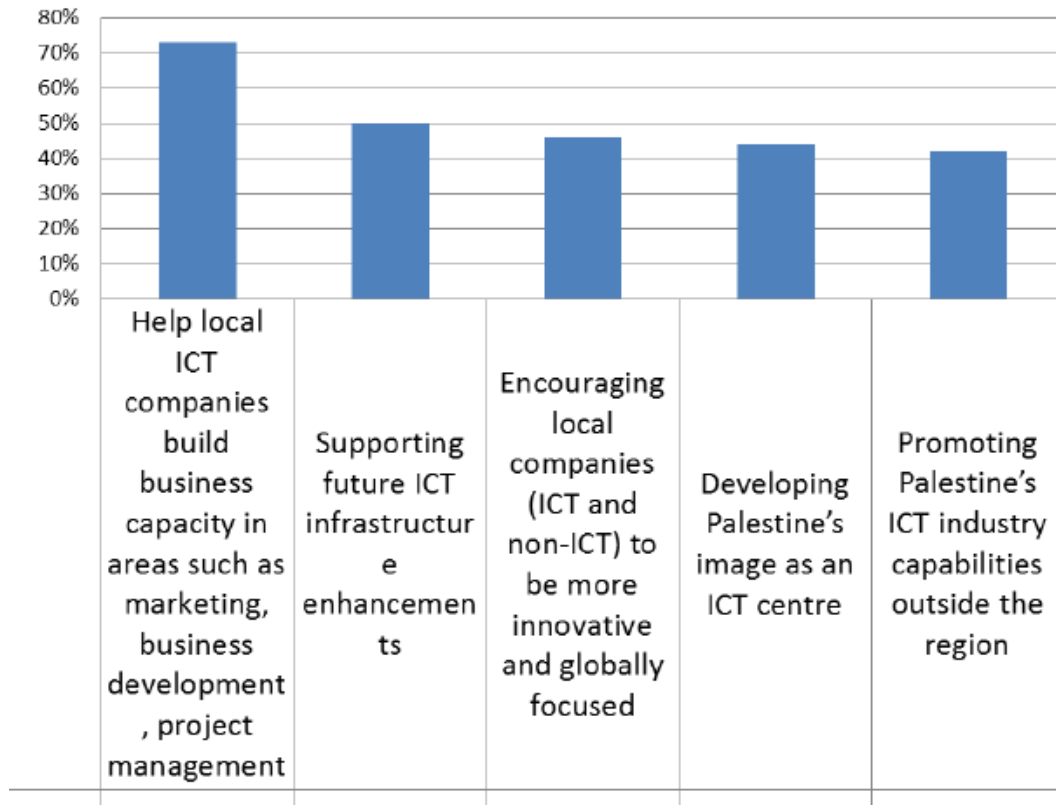 80%
70%
60%
50%
40%
30%
20%
10%
0%
Help local
ICT
companies
build
business
capacity in
areas such as
marketing,
business
development
, project
management
Supporting
future ICT
infrastructur
e
enhancemen
ts
Encouraging
local
companies
(ICT and
non-ICT) to
be more
innovative
and globally
focused
Developing
Palestine’s
image as an
ICT centre
Promoting
Palestine’s
ICT industry
capabilities
outside the
region